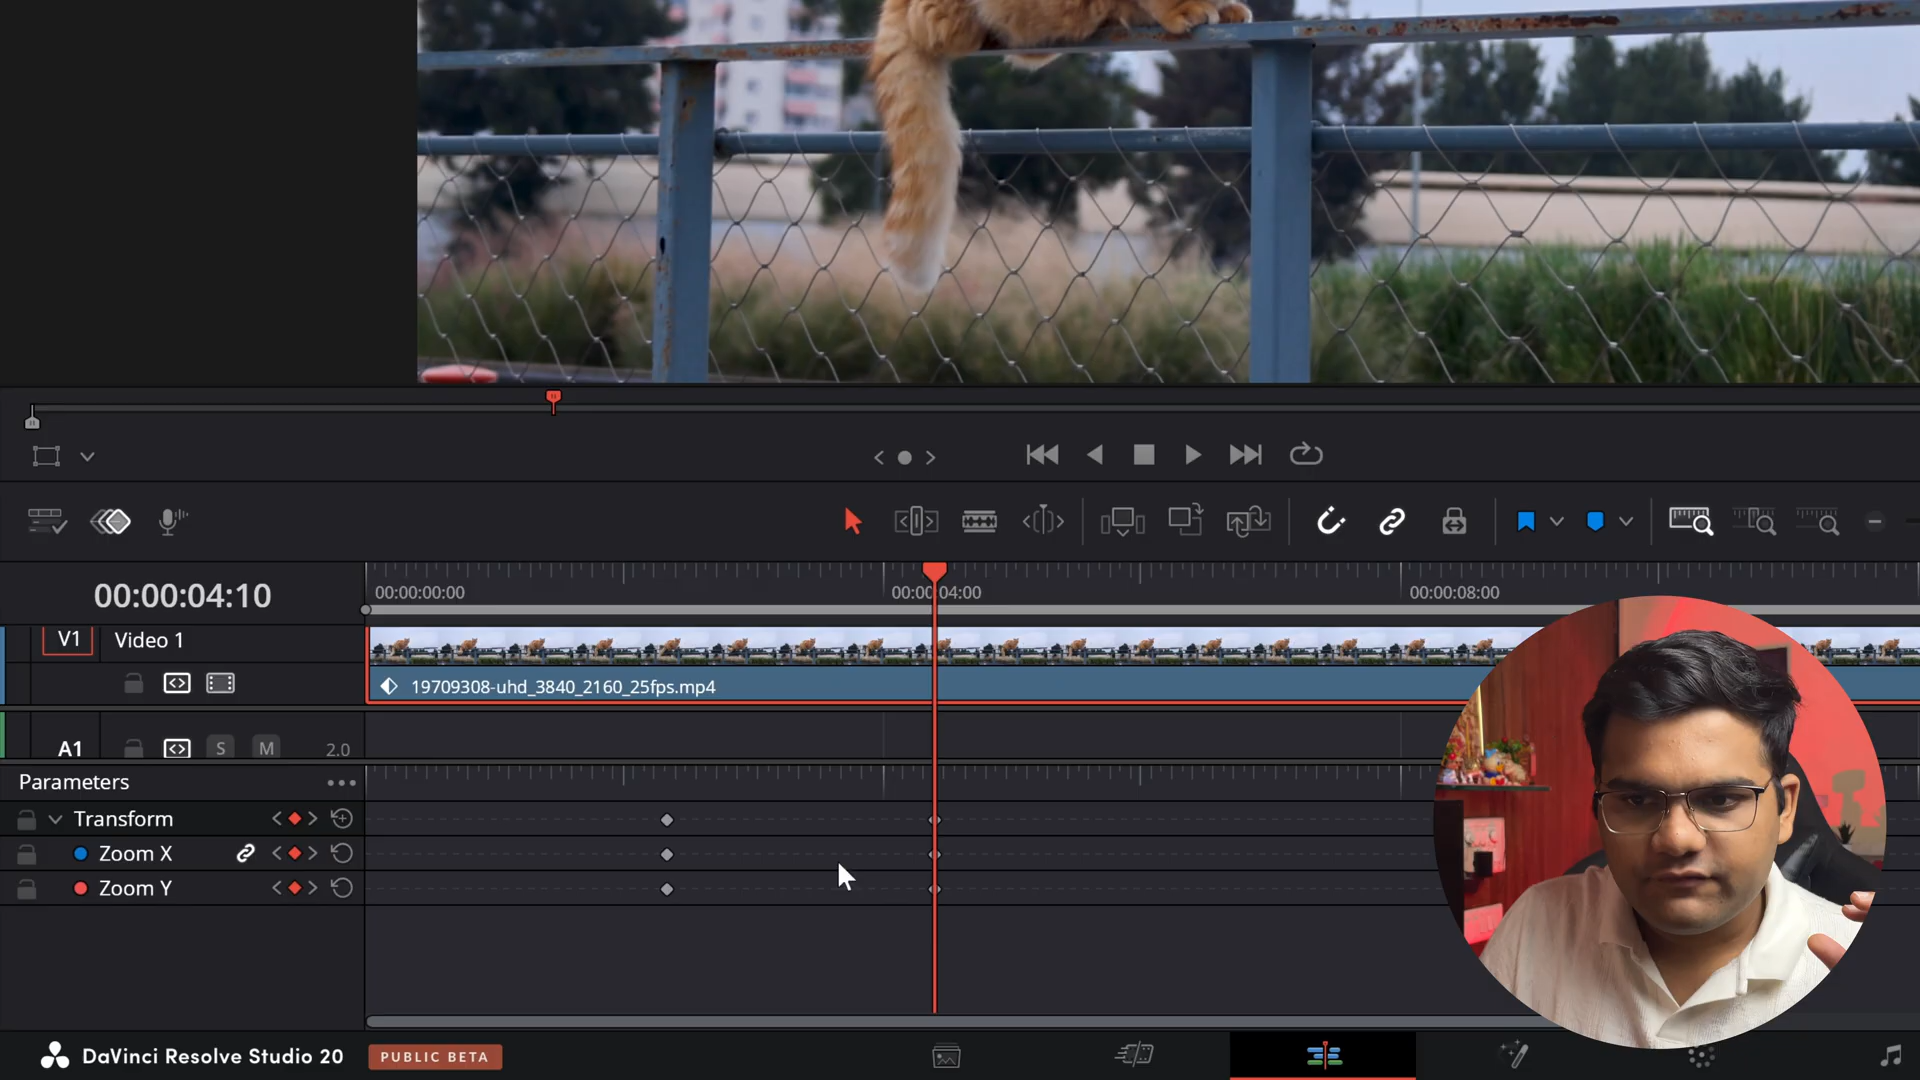 00:00:04:10
00:00:00:00
00:00:04:00
00:00:08:00
V1 Video 1
19709308-uhd_3840_2160_25fps.mp4
A1 S M 2.0
Parameters
Transform
Zoom X
Zoom Y
DaVinci Resolve Studio 20 PUBLIC BETA